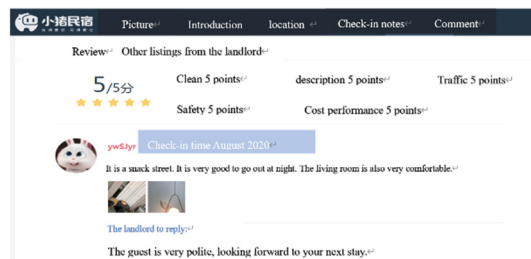 小猪民宿 Picture Introduction location Check-in notes Comment
Review Other listings from the landlord
5/5分 Clean 5 points description 5 points Traffic 5 points
Safety 5 points Cost performance 5 points
ywSJyr Check-in time August 2020
It is a snack street. It is very good to go out at night. The living room is also very comfortable.
The landlord to reply:
The guest is very polite, looking forward to your next stay.